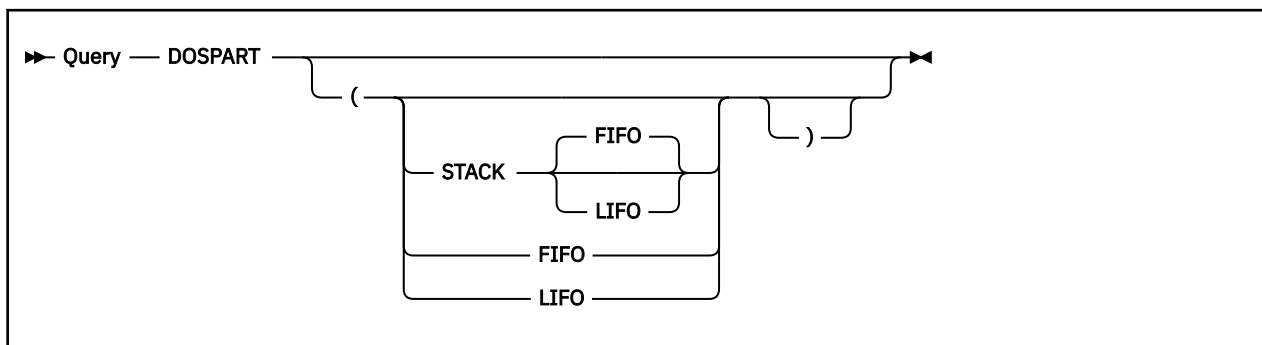 Query DOSPART
(
)
FIFO
STACK
LIFO
FIFO
LIFO